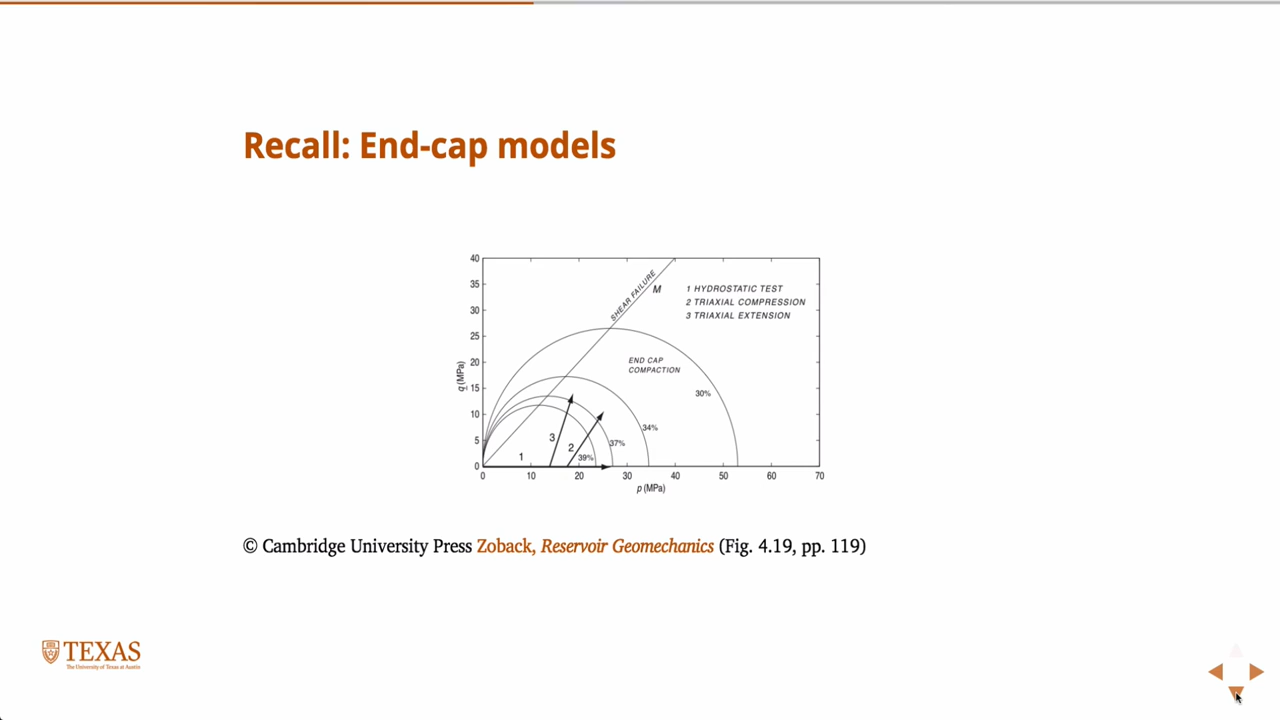 Recall: End-cap models
40
35
30
25
20
15
10
5
0
q (MPa)
SHEAR FAILURE
M
1 HYDROSTATIC TEST
2 TRIAXIAL COMPRESSION
3 TRIAXIAL EXTENSION
END CAP
COMPACTION
30%
34%
37%
39%
3
2
1
0 10 20 30 40 50 60 70
p (MPa)
© Cambridge University Press Zoback, Reservoir Geomechanics (Fig. 4.19, pp. 119)
TEXAS
The University of Texas at Austin